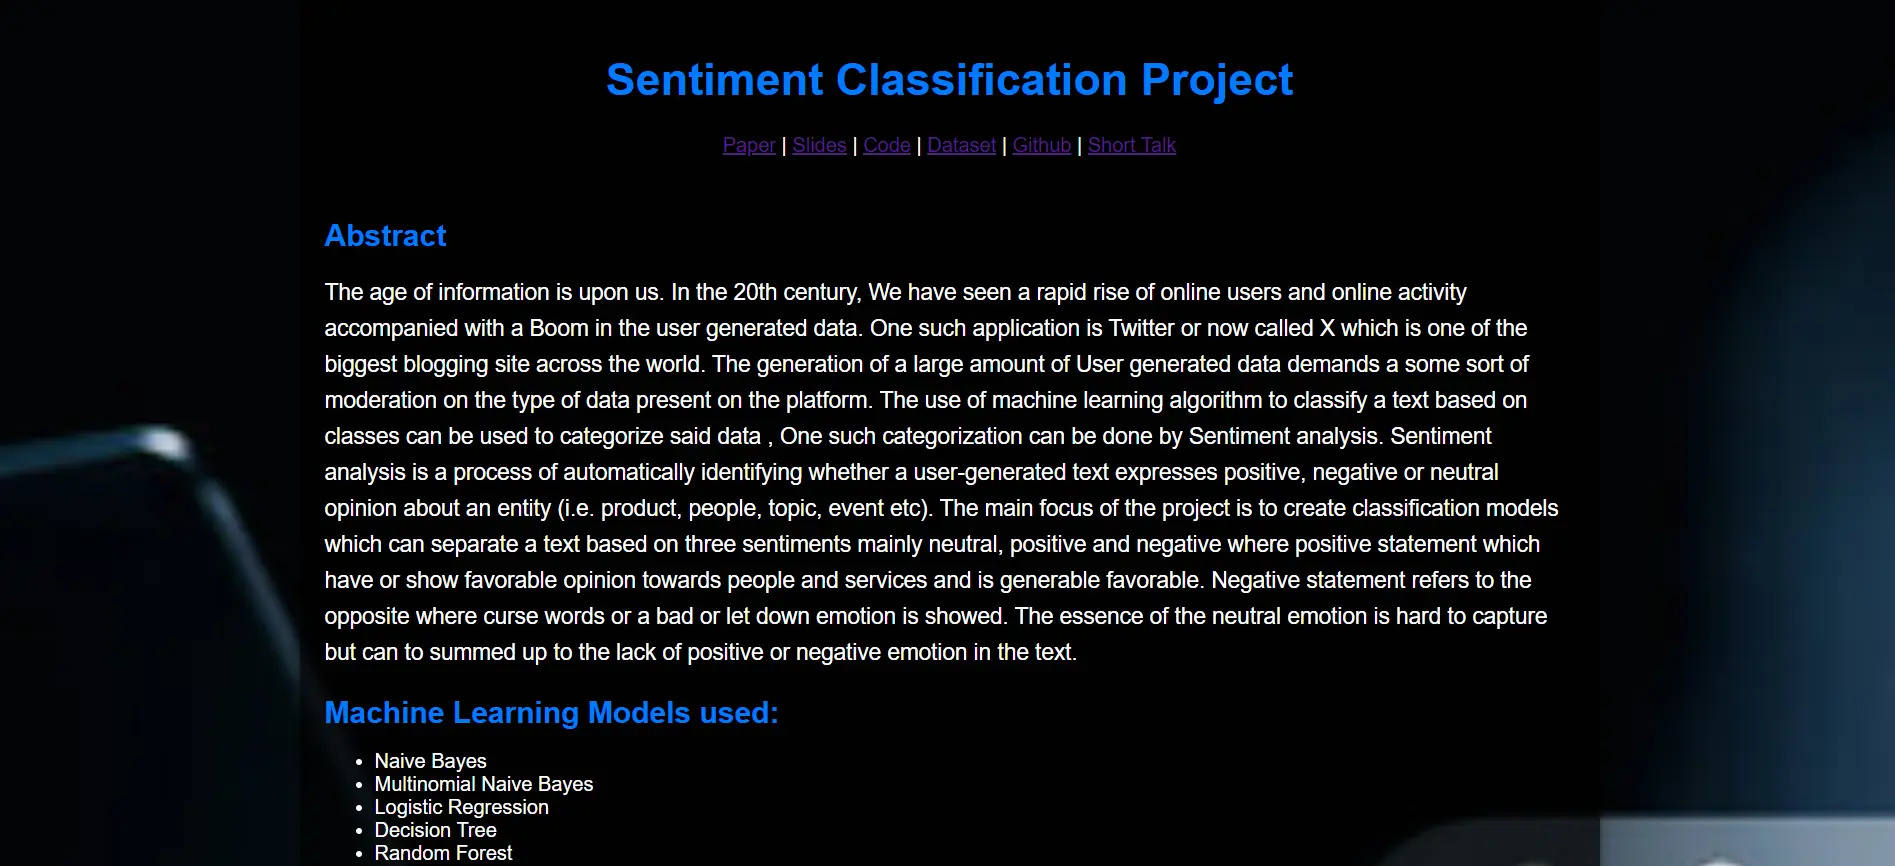 Sentiment Classification Project
Paper | Slides | Code | Dataset | Github | Short Talk
Abstract
The age of information is upon us. In the 20th century, We have seen a rapid rise of online users and online activity
accompanied with a Boom in the user generated data. One such application is Twitter or now called X which is one of the
biggest blogging site across the world. The generation of a large amount of User generated data demands a some sort of
moderation on the type of data present on the platform. The use of machine learning algorithm to classify a text based on
classes can be used to categorize said data , One such categorization can be done by Sentiment analysis. Sentiment
analysis is a process of automatically identifying whether a user-generated text expresses positive, negative or neutral
opinion about an entity (i.e. product, people, topic, event etc). The main focus of the project is to create classification models
which can separate a text based on three sentiments mainly neutral, positive and negative where positive statement which
have or show favorable opinion towards people and services and is generable favorable. Negative statement refers to the
opposite where curse words or a bad or let down emotion is showed. The essence of the neutral emotion is hard to capture
but can to summed up to the lack of positive or negative emotion in the text.
Machine Learning Models used:
• Naive Bayes
• Multinomial Naive Bayes
• Logistic Regression
• Decision Tree
• Random Forest